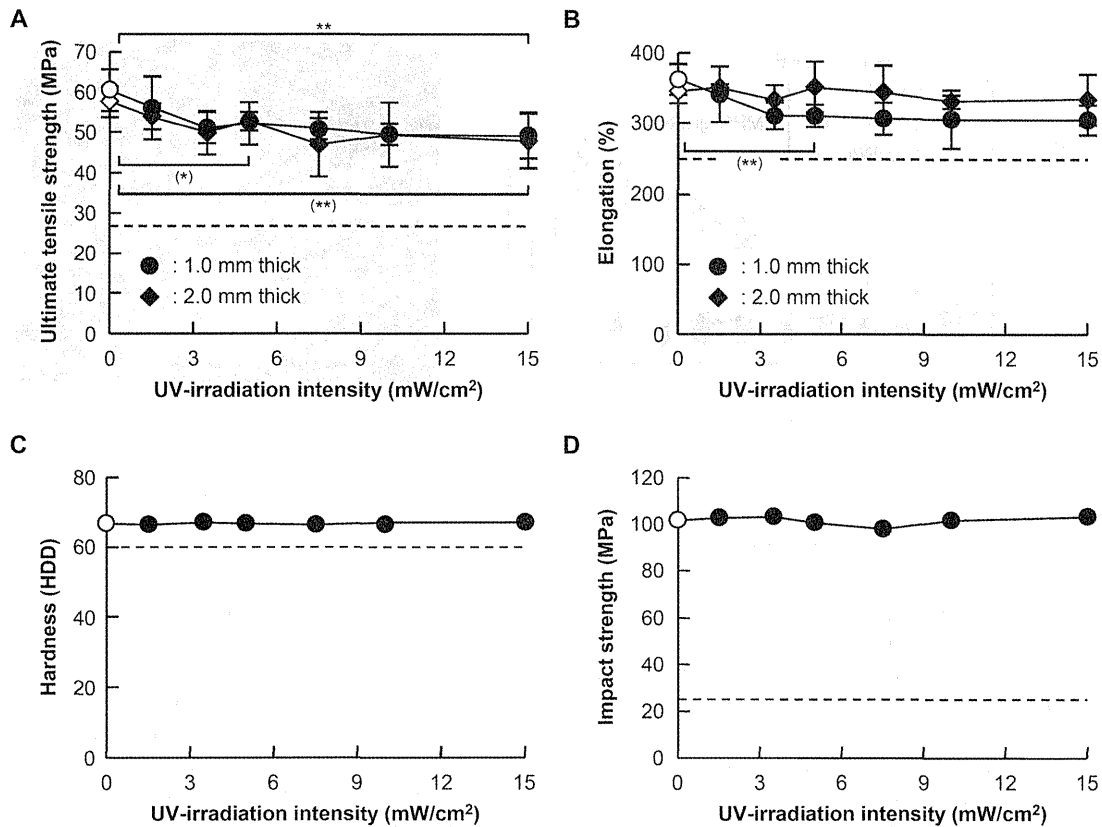 A
**
70
60
50
40
30
20
10
0
Ultimate tensile strength (MPa)
(*)
(**)
: 1.0 mm thick
: 2.0 mm thick
0 3 6 9 12 15
UV-irradiation intensity (mW/cm²)
B
400
300
200
100
0
Elongation (%)
(**)
: 1.0 mm thick
: 2.0 mm thick
0 3 6 9 12 15
UV-irradiation intensity (mW/cm²)
C
80
60
40
20
0
Hardness (HDD)
0 3 6 9 12 15
UV-irradiation intensity (mW/cm²)
D
120
100
80
60
40
20
0
Impact strength (MPa)
0 3 6 9 12 15
UV-irradiation intensity (mW/cm²)